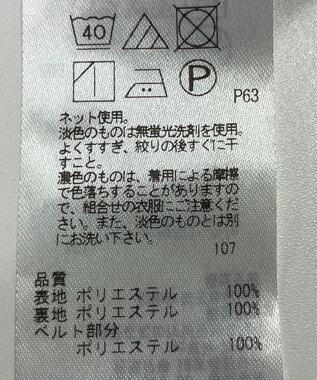 40
P
P63
ネット使用。
淡色のものは無蛍光洗剤を使用。
よくすすぎ、絞りの後すぐに干
すこと。
濃色のものは、着用による摩擦
で色落ちすることがありますの
で、組合せの衣服にご注意くだ
さい。また、淡色のものとは別
にお洗い下さい。
107
品質
表地 ポリエステル 100%
裏地 ポリエステル 100%
ベルト部分
ポリエステル 100%